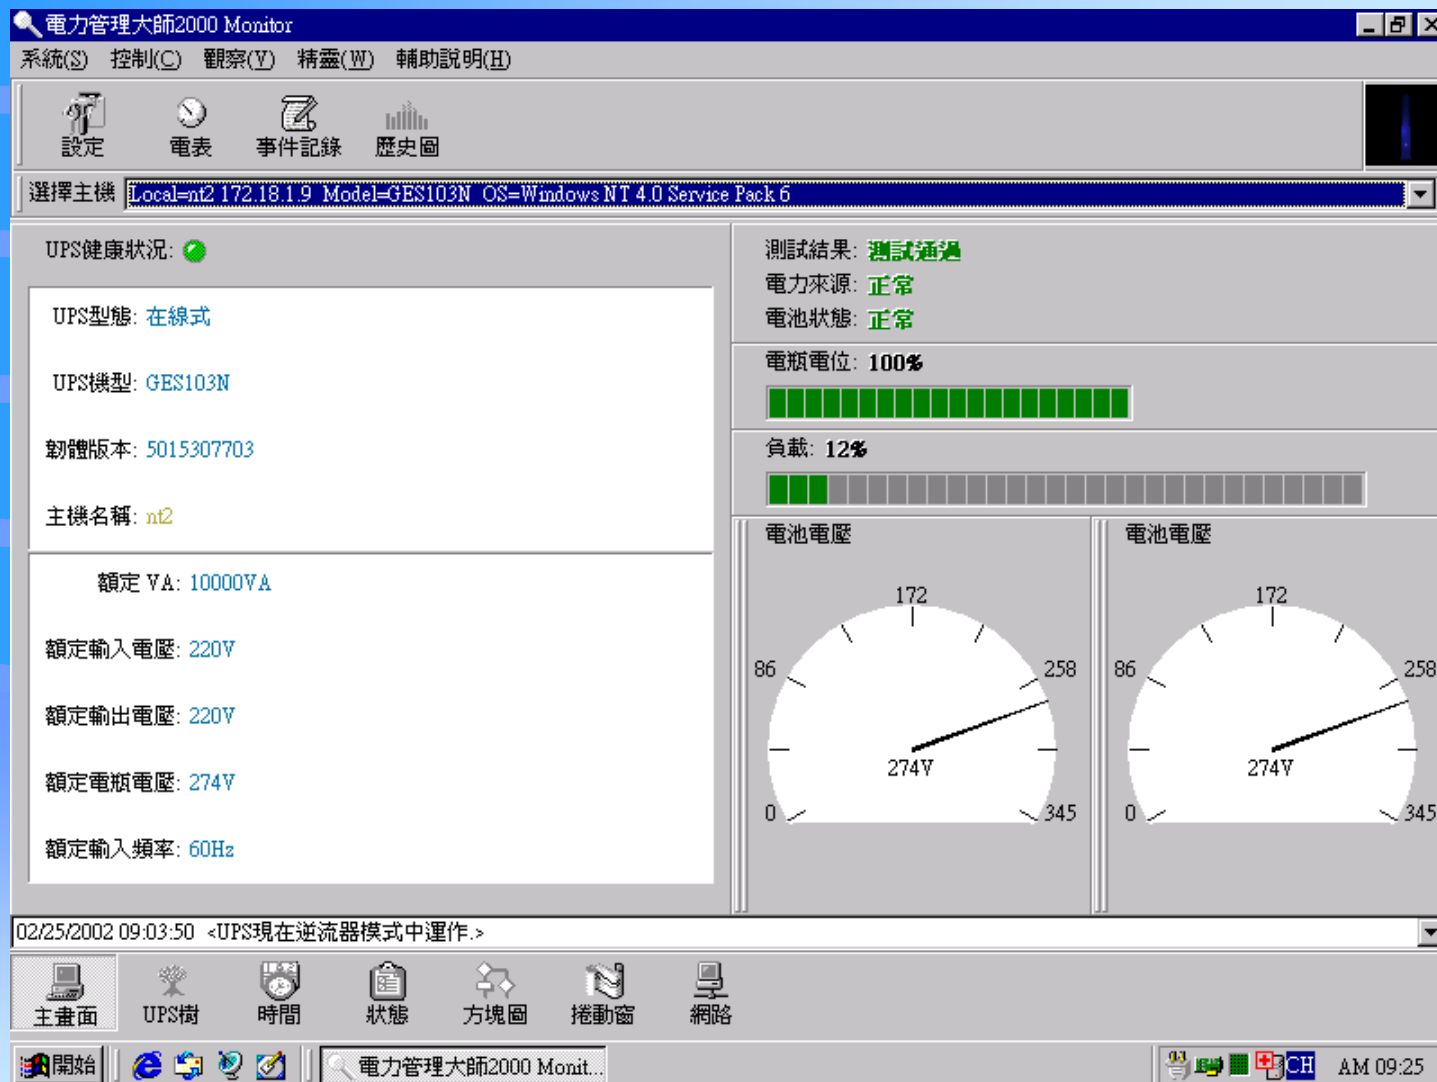 電力管理大師2000 Monitor
系統(S) 控制(C) 觀察(V) 精靈(W) 輔助說明(H)
設定 電表 事件記錄 歷史圖
選擇主機 Local=nt2 172.18.1.9 Model=GES103N OS=Windows NT 4.0 Service Pack 6
UPS健康狀況:
UPS型態: 在線式
UPS機型: GES103N
韌體版本: 5015307703
主機名稱: nt2
額定 VA: 10000VA
額定輸入電壓: 220V
額定輸出電壓: 220V
額定電瓶電壓: 274V
額定輸入頻率: 60Hz
測試結果: 測試通過
電力來源: 正常
電池狀態: 正常
電瓶電位: 100%
負載: 12%
電池電壓
172
86 258
274V
0 345
電池電壓
172
86 258
274V
0 345
02/25/2002 09:03:50 <UPS現在逆流器模式中運作.>
主畫面 UPS樹 時間 狀態 方塊圖 捲動窗 網路
開始 電力管理大師2000 Monit... CH AM 09:25